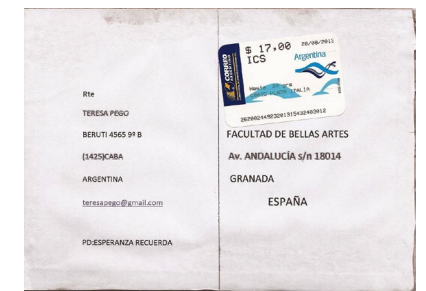 Rte
TERESA PEGO
BERUTI 4565 9º B
(1425)CABA
ARGENTINA
teresapego@gmail.com
PD:ESPERANZA RECUERDA
CORREO
$ 17,00 20/08/2013
ICS
Argentina
FACULTAD DE BELLAS ARTES
Av. ANDALUCÍA s/n 18014
GRANADA
ESPAÑA